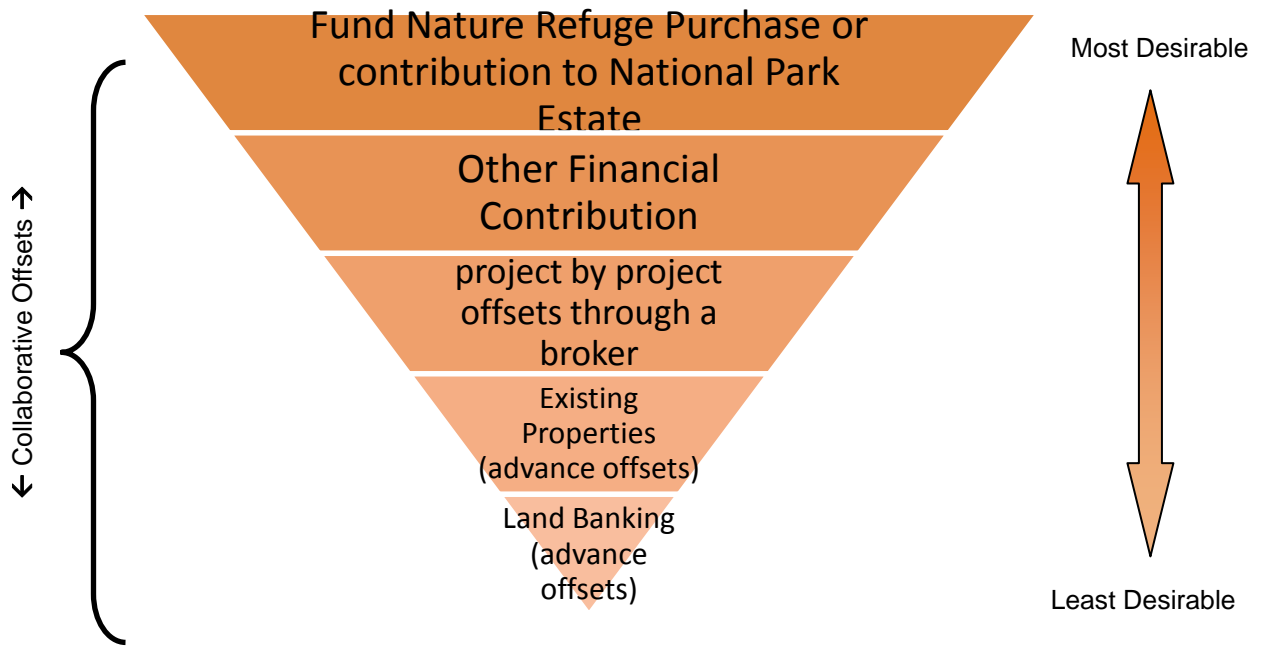 Fund Nature Refuge Purchase or
contribution to National Park
Estate
Other Financial
Contribution
project by project
offsets through a
broker
Existing
Properties
(advance offsets)
Land Banking
(advance
offsets)
← Collaborative Offsets →
Most Desirable
Least Desirable